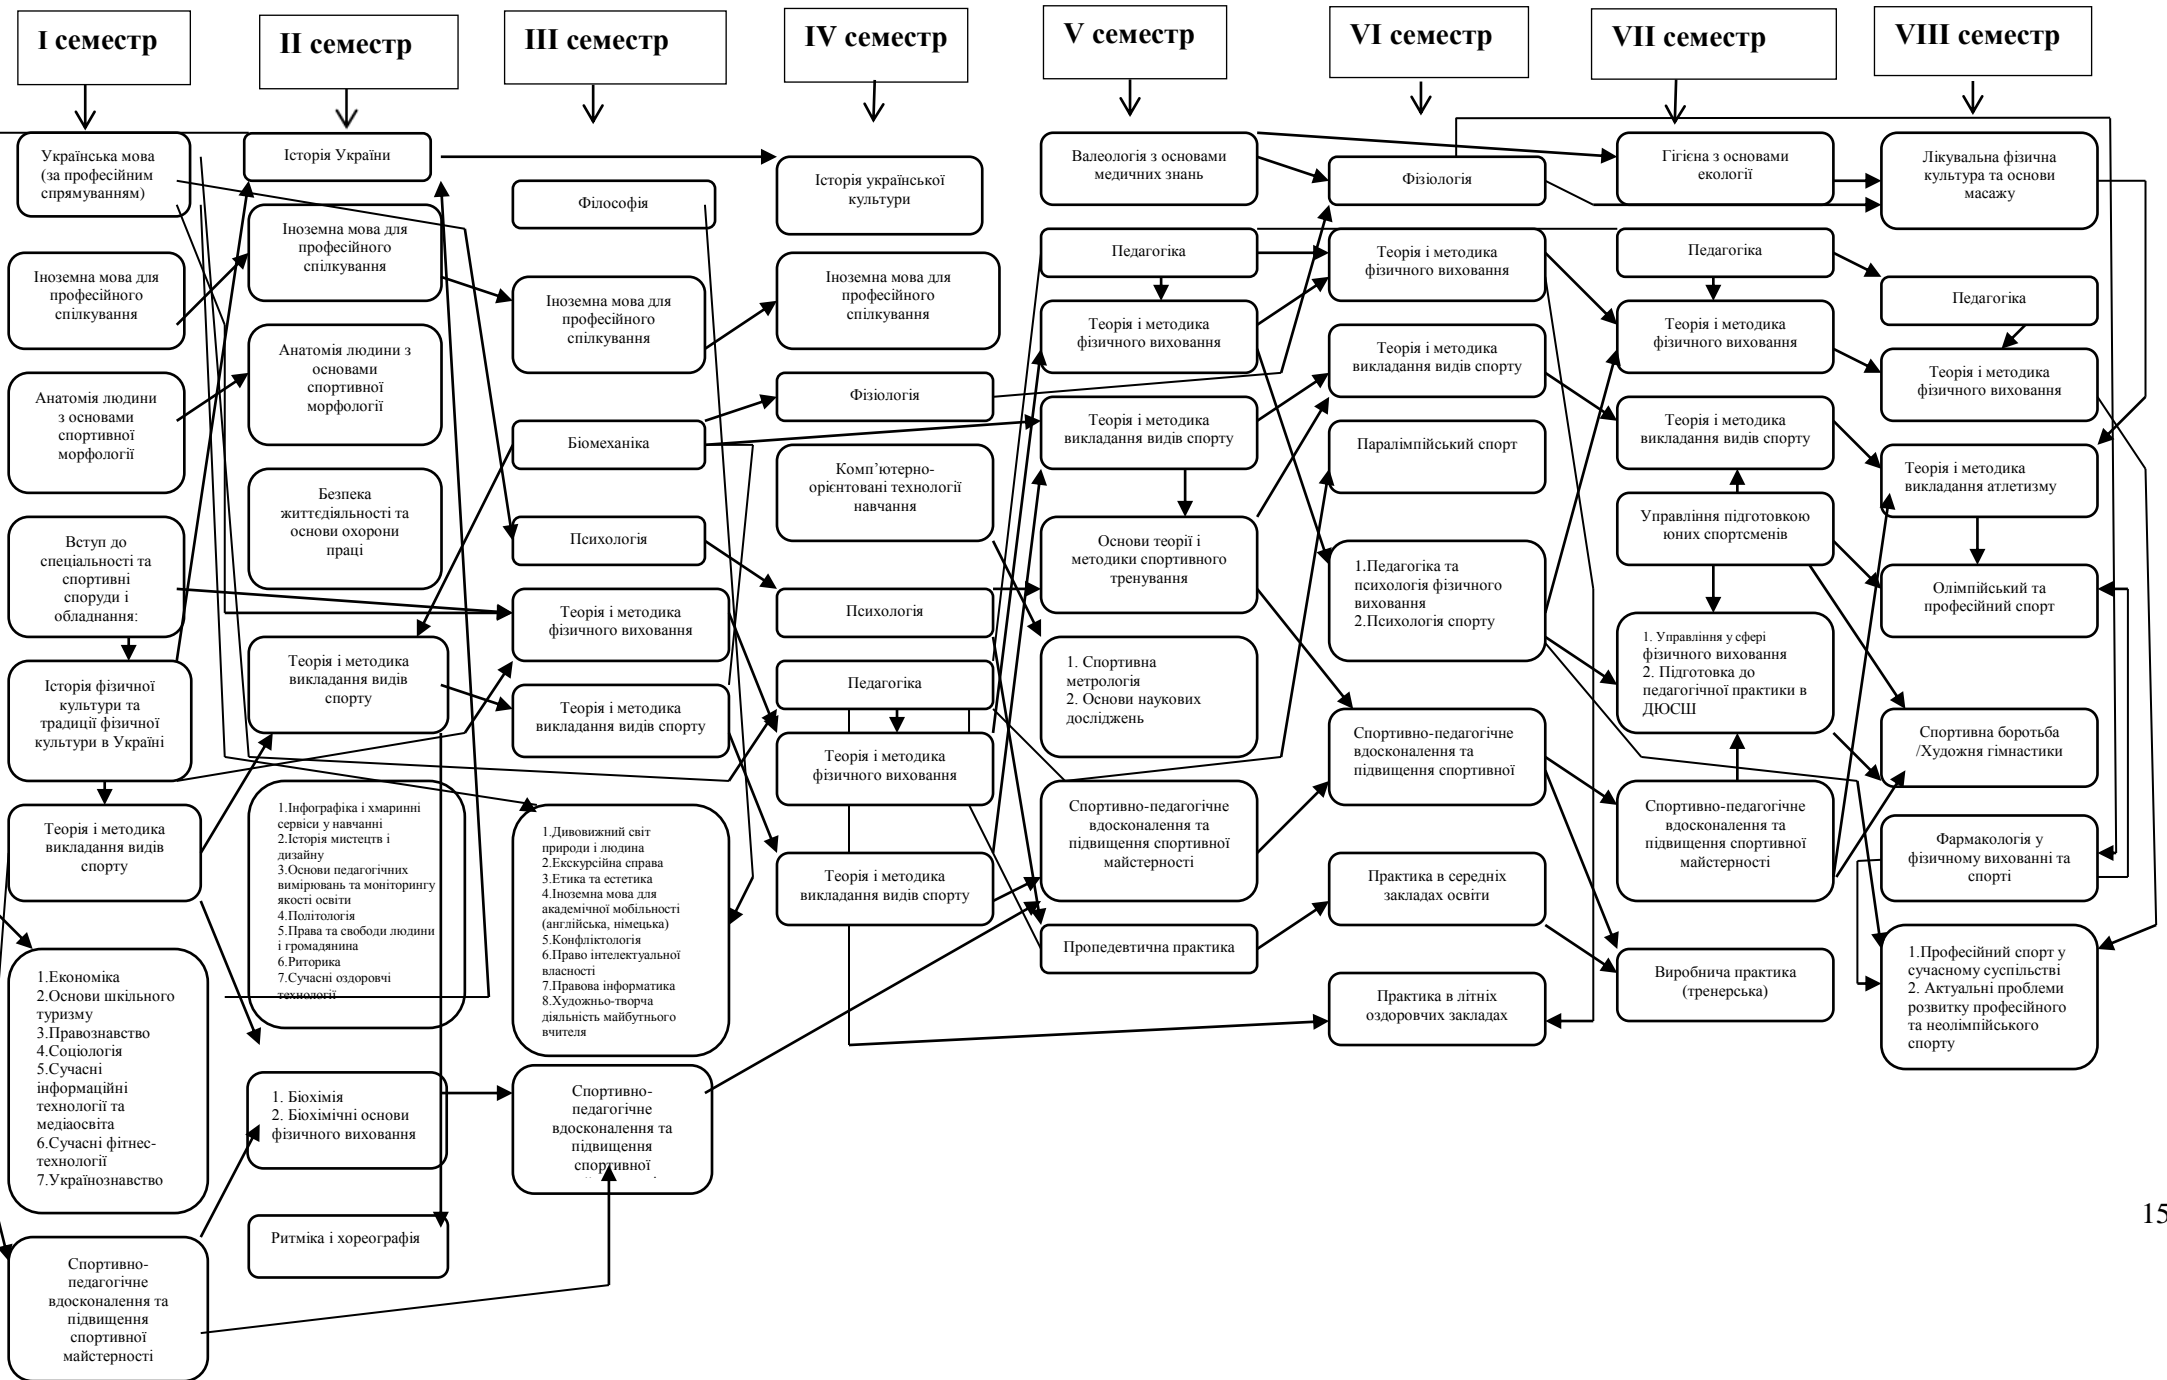 I семестр
II семестр
III семестр
IV семестр
V семестр
VI семестр
VII семестр
VIII семестр
Українська мова
(за професійним
спрямуванням)
Іноземна мова для
професійного
спілкування
Анатомія людини
з основами
спортивної
морфології
Вступ до
спеціальності та
спортивні
споруди і
обладнання:
Історія фізичної
культури та
традиції фізичної
культури в Україні
Теорія і методика
викладання видів
спорту
1.Економіка
2.Основи шкільного
туризму
3.Правознавство
4.Соціологія
5.Сучасні
інформаційні
технології та
медіаосвіта
6.Сучасні фітнес-
технології
7.Українознавство
Спортивно-
педагогічне
вдосконалення та
підвищення
спортивної
майстерності
Історія України
Іноземна мова для
професійного
спілкування
Анатомія людини з
основами
спортивної
морфології
Безпека
життєдіяльності та
основи охорони
праці
Теорія і методика
викладання видів
спорту
1.Інфографіка і хмаринні
сервіси у навчанні
2.Історія мистецтв і
дизайну
3.Основи педагогічних
вимірювань та моніторингу
якості освіти
4.Політологія
5.Права та свободи людини
і громадянина
6.Риторика
7.Сучасні оздоровчі
технології
1. Біохімія
2. Біохімічні основи
фізичного виховання
Ритміка і хореографія
Філософія
Іноземна мова для
професійного
спілкування
Біомеханіка
Психологія
Теорія і методика
фізичного виховання
Теорія і методика
викладання видів спорту
1.Дивовижний світ
природи і людина
2.Екскурсійна справа
3.Етика та естетика
4.Іноземна мова для
академічної мобільності
(англійська, німецька)
5.Конфліктологія
6.Право інтелектуальної
власності
7.Правова інформатика
8.Художньо-творча
діяльність майбутнього
вчителя
Спортивно-
педагогічне
вдосконалення та
підвищення
спортивної
Історія української
культури
Іноземна мова для
професійного
спілкування
Фізіологія
Комп’ютерно-
орієнтовані технології
навчання
Психологія
Педагогіка
Теорія і методика
фізичного виховання
Теорія і методика
викладання видів спорту
Валеологія з основами
медичних знань
Педагогіка
Теорія і методика
фізичного виховання
Теорія і методика
викладання видів спорту
Основи теорії і
методики спортивного
тренування
1. Спортивна
метрологія
2. Основи наукових
досліджень
Спортивно-педагогічне
вдосконалення та
підвищення спортивної
майстерності
Пропедевтична практика
Фізіологія
Теорія і методика
фізичного виховання
Теорія і методика
викладання видів спорту
Паралімпійський спорт
1.Педагогіка та
психологія фізичного
виховання
2.Психологія спорту
Спортивно-педагогічне
вдосконалення та
підвищення спортивної
Практика в середніх
закладах освіти
Практика в літніх
оздоровчих закладах
Гігієна з основами
екології
Педагогіка
Теорія і методика
фізичного виховання
Теорія і методика
викладання видів спорту
Управління підготовкою
юних спортсменів
1. Управління у сфері
фізичного виховання
2. Підготовка до
педагогічної практики в
ДЮСШ
Спортивно-педагогічне
вдосконалення та
підвищення спортивної
майстерності
Виробнича практика
(тренерська)
Лікувальна фізична
культура та основи
масажу
Педагогіка
Теорія і методика
фізичного виховання
Теорія і методика
викладання атлетизму
Олімпійський та
професійний спорт
Спортивна боротьба
/Художня гімнастики
Фармакологія у
фізичному вихованні та
спорті
1.Професійний спорт у
сучасному суспільстві
2. Актуальні проблеми
розвитку професійного
та неолімпійського
спорту
15